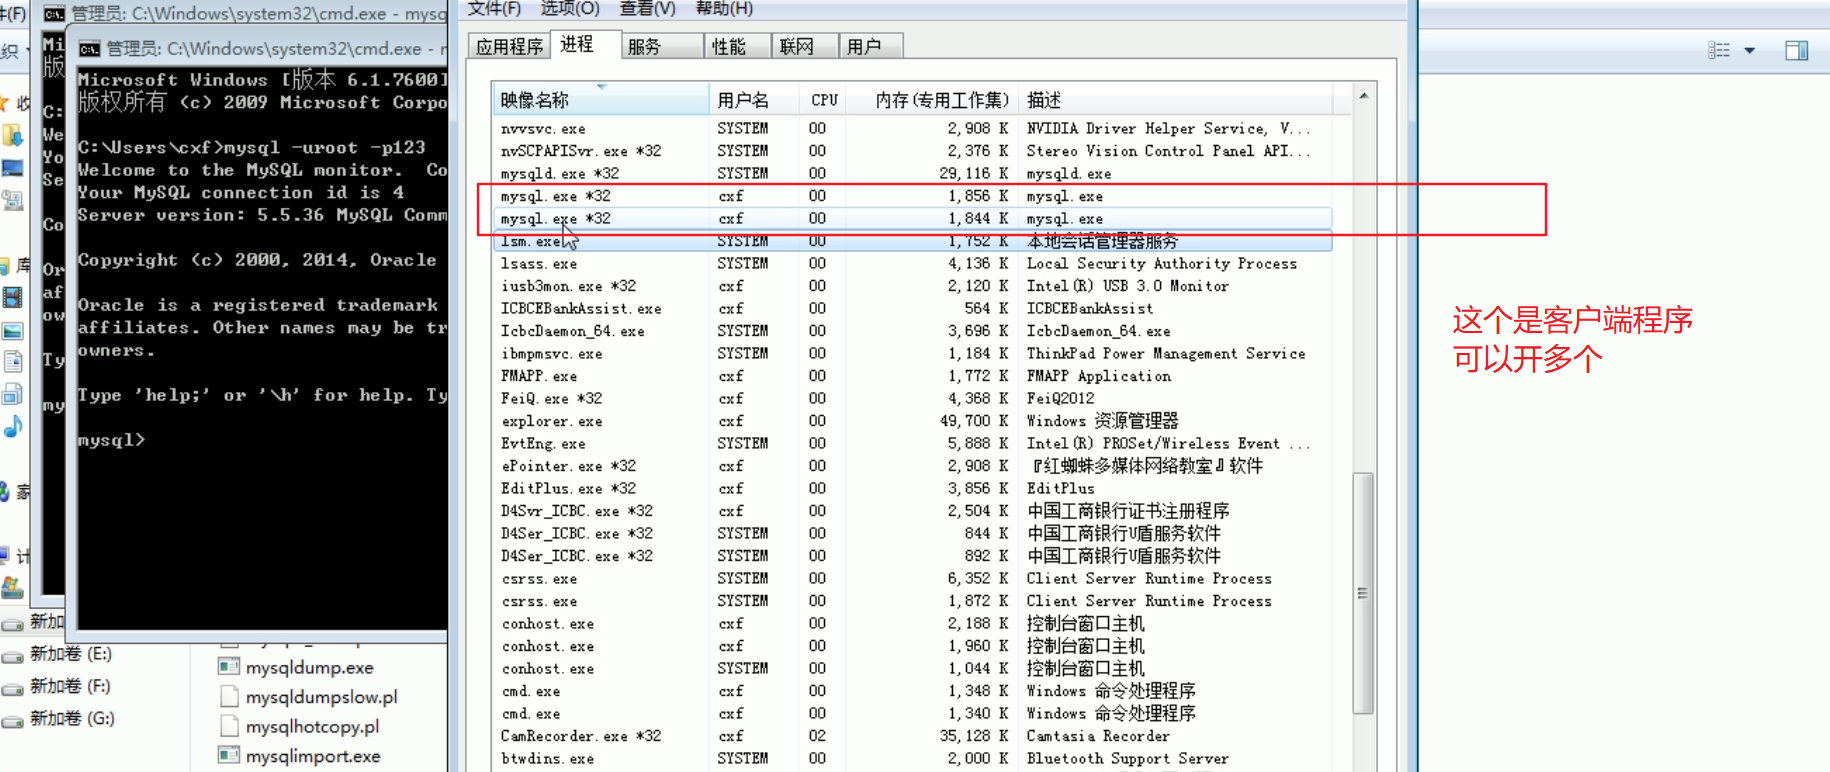 件(F)
管理员: C:\Windows\system32\cmd.exe - mysq
管理员: C:\Windows\system32\cmd.exe - m
织
收
库
家
计
Mi
版
C:
We
Yo
Se
Co
Or
af
ow
Ty
my
Microsoft Windows [版本 6.1.7600]
版权所有 (c) 2009 Microsoft Corpo
C:\Users\cxf>mysql -uroot -p123
Welcome to the MySQL monitor.  Co
Your MySQL connection id is 4
Server version: 5.5.36 MySQL Comm
Copyright (c) 2000, 2014, Oracle
Oracle is a registered trademark
affiliates. Other names may be tr
owners.
Type 'help;' or '\h' for help. Ty
mysql>
新加
新加卷 (E:)
新加卷 (F:)
新加卷 (G:)
mysqldump.exe
mysqldumpslow.pl
mysqlhotcopy.pl
mysqlimport.exe
文件(F) 选项(O) 查看(V) 帮助(H)
应用程序 进程 服务 性能 联网 用户
映像名称 用户名 CPU 内存(专用工作集) 描述
nvvsvc.exe SYSTEM 00 2,908 K NVIDIA Driver Helper Service, V...
nvSCPAPISvr.exe *32 SYSTEM 00 2,376 K Stereo Vision Control Panel API...
mysqld.exe *32 SYSTEM 00 29,116 K mysqld.exe
mysql.exe *32 cxf 00 1,856 K mysql.exe
mysql.exe *32 cxf 00 1,844 K mysql.exe
lsm.exe SYSTEM 00 1,752 K 本地会话管理器服务
lsass.exe SYSTEM 00 4,136 K Local Security Authority Process
iusb3mon.exe *32 cxf 00 2,120 K Intel(R) USB 3.0 Monitor
ICBCEBankAssist.exe cxf 00 564 K ICBCEBankAssist
IcbcDaemon_64.exe SYSTEM 00 3,696 K IcbcDaemon_64.exe
ibmpmsvc.exe SYSTEM 00 1,184 K ThinkPad Power Management Service
FMAPP.exe cxf 00 1,772 K FMAPP Application
FeiQ.exe *32 cxf 00 4,368 K FeiQ2012
explorer.exe cxf 00 49,700 K Windows 资源管理器
EvtEng.exe SYSTEM 00 5,888 K Intel(R) PROSet/Wireless Event ...
ePointer.exe *32 cxf 00 2,908 K 『红蜘蛛多媒体网络教室』软件
EditPlus.exe *32 cxf 00 3,856 K EditPlus
D4Svr_ICBC.exe *32 cxf 00 2,504 K 中国工商银行证书注册程序
D4Ser_ICBC.exe *32 SYSTEM 00 844 K 中国工商银行U盾服务软件
D4Ser_ICBC.exe *32 SYSTEM 00 892 K 中国工商银行U盾服务软件
csrss.exe SYSTEM 00 6,352 K Client Server Runtime Process
csrss.exe SYSTEM 00 1,872 K Client Server Runtime Process
conhost.exe cxf 00 2,188 K 控制台窗口主机
conhost.exe cxf 00 1,960 K 控制台窗口主机
conhost.exe SYSTEM 00 1,044 K 控制台窗口主机
cmd.exe cxf 00 1,348 K Windows 命令处理程序
cmd.exe cxf 00 1,340 K Windows 命令处理程序
CamRecorder.exe *32 cxf 02 35,128 K Camtasia Recorder
btwdins.exe SYSTEM 00 2,000 K Bluetooth Support Server
这个是客户端程序
可以开多个